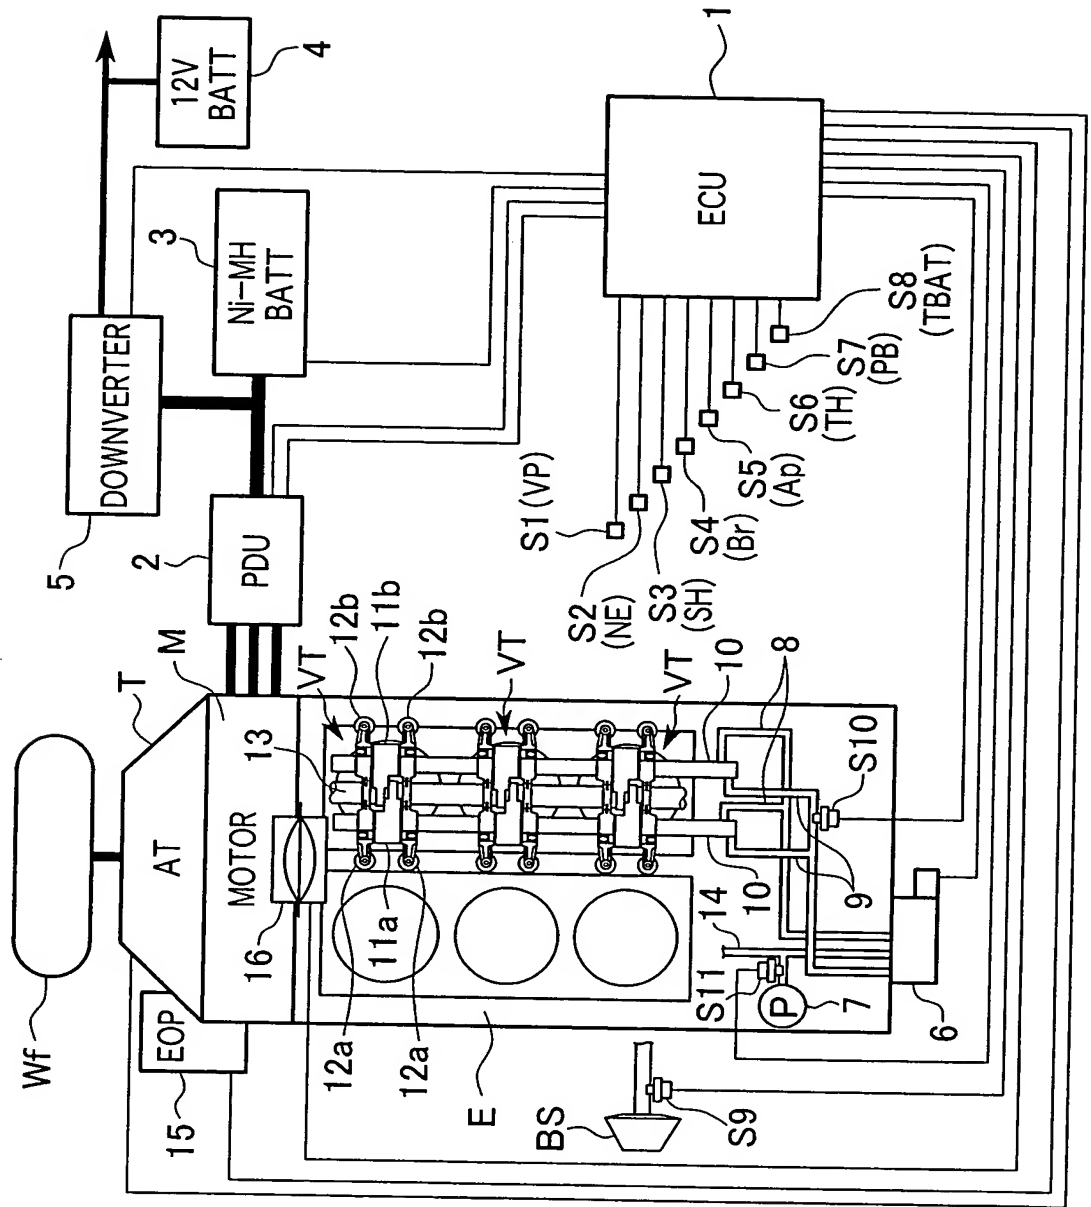 Wf
T
AT
M
MOTOR
EOP
15
16
5
DOWNVERTER
2
PDU
3
Ni-MH
BATT
12V
BATT
4
1
ECU
VT
12b
11b
12b
13
VT
VT
12a
11a
12a
10
10
8
9
14
S11
P
7
6
S10
E
BS
S9
S1(VP)
S2
(NE)
S3
(SH)
S4
(Br)
S5
(Ap)
S6
(TH)
S7
(PB)
S8
(TBAT)